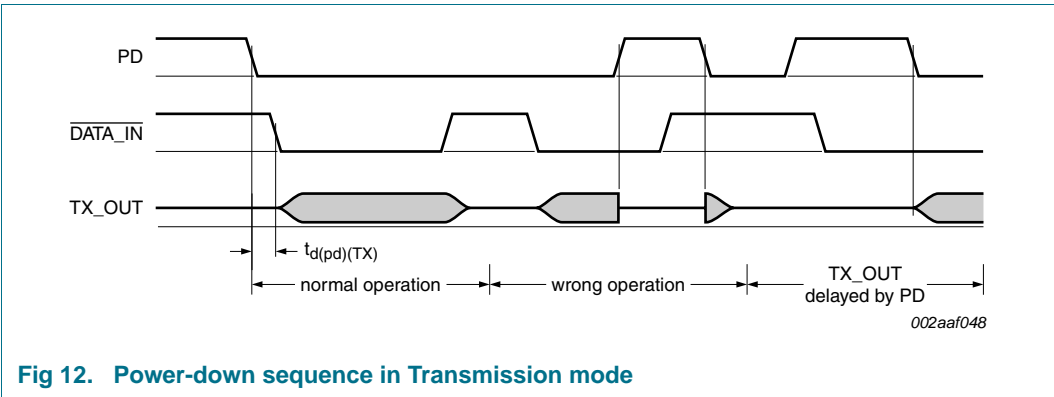 PD
DATA_IN
TX_OUT
td(pd)(TX)
normal operation
wrong operation
TX_OUT
delayed by PD
002aaf048
Fig 12. Power-down sequence in Transmission mode